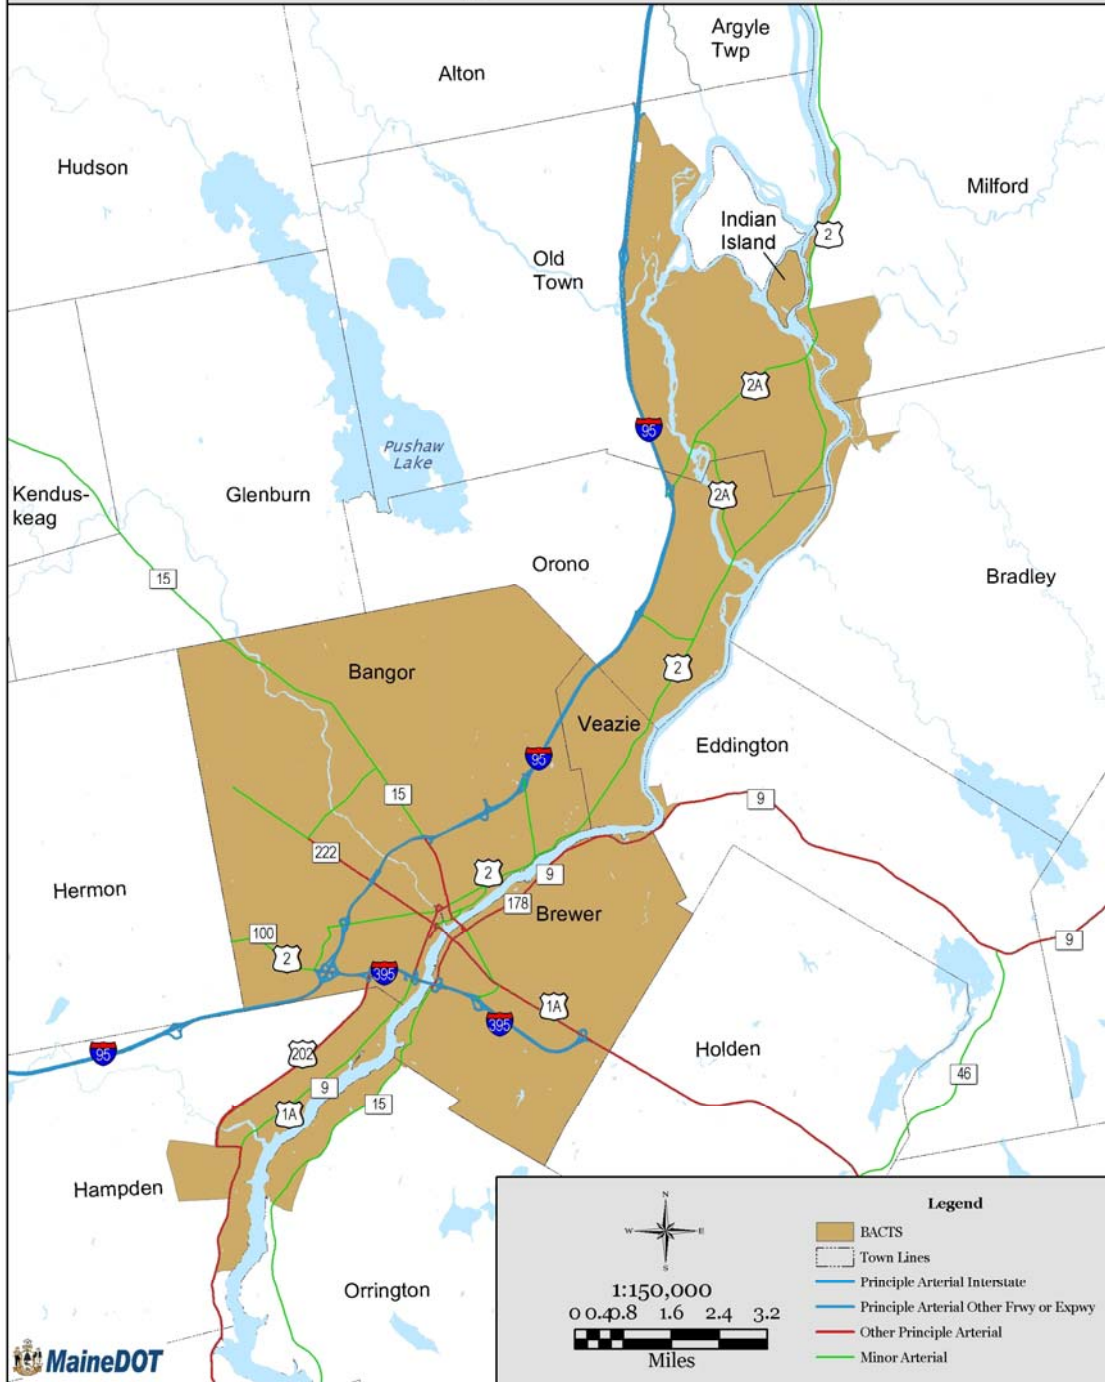 Argyle
Twp
Alton
Hudson
Milford
Indian
Island
2
Old
Town
2A
95
Pushaw
Lake
Kendus-
keag
Glenburn
2A
15
Orono
Bradley
Bangor
2
Veazie
Eddington
95
15
9
222
2
9
178
Hermon
Brewer
100
2
9
395
1A
395
95
202
Holden
46
9
1A
15
Hampden
Orrington
N
W
E
S
1:150,000
0 0.4 0.8 1.6 2.4 3.2
Miles
Legend
BACTS
Town Lines
Principle Arterial Interstate
Principle Arterial Other Frwy or Expwy
Other Principle Arterial
Minor Arterial
MaineDOT